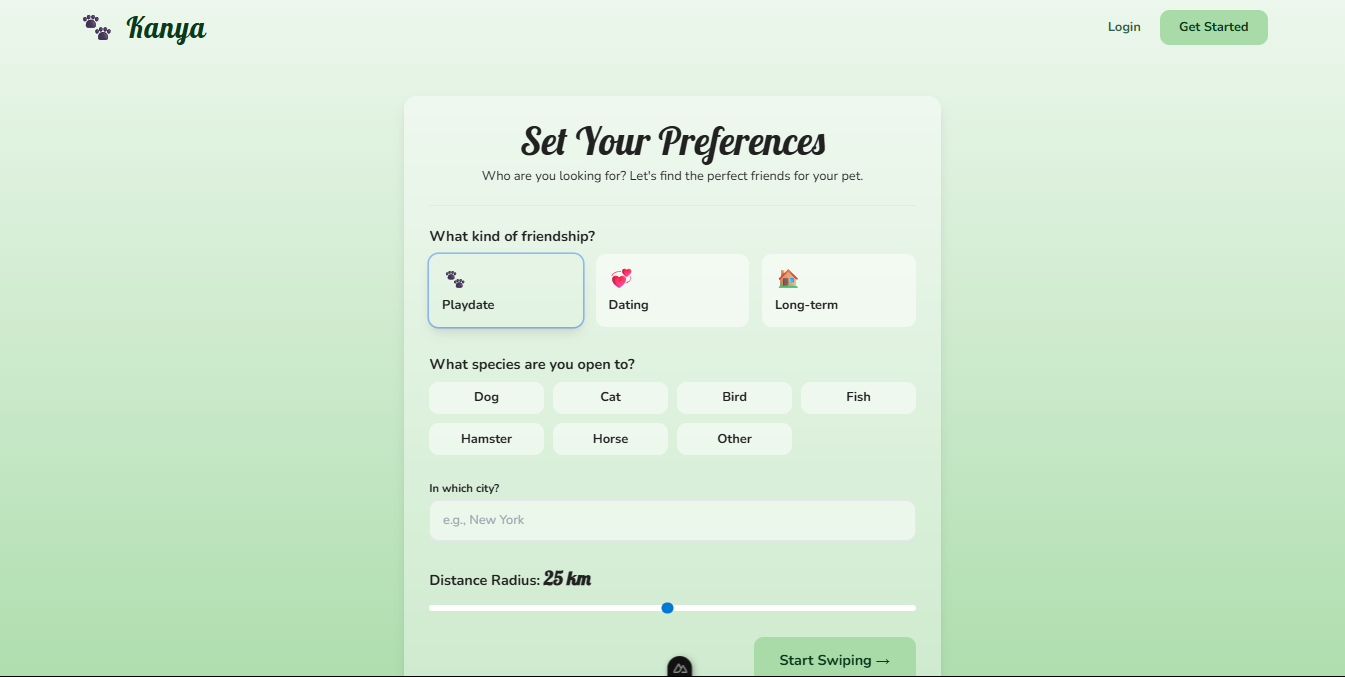 Kanya
Login
Get Started
Set Your Preferences
Who are you looking for? Let's find the perfect friends for your pet.
What kind of friendship?
Playdate
Dating
Long-term
What species are you open to?
Dog
Cat
Bird
Fish
Hamster
Horse
Other
In which city?
e.g., New York
Distance Radius: 25 km
Start Swiping →